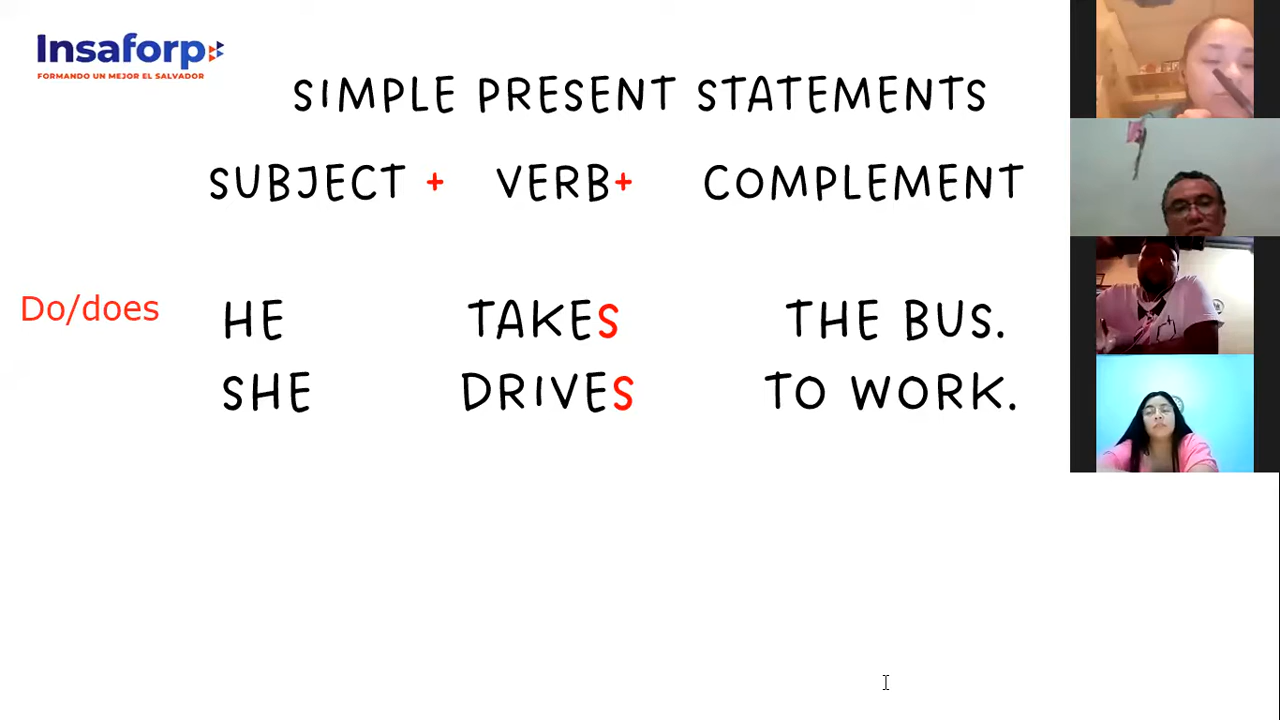 Insaforp
FORMANDO UN MEJOR EL SALVADOR
SIMPLE PRESENT STATEMENTS
SUBJECT + VERB+ COMPLEMENT
Do/does HE TAKES THE BUS.
SHE DRIVES TO WORK.